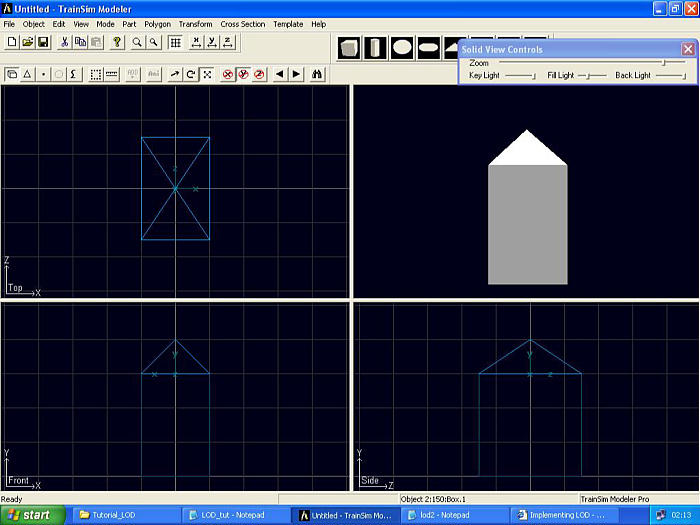 Untitled - TrainSim Modeler
File Object Edit View Mode Part Polygon Transform Cross Section Template Help
X Y Z
Solid View Controls
Zoom
Key Light Fill Light Back Light
Z
X
Z
Top
X
Y
X Z
Y
Front
X
Y
X Z
Y
Side
Z
Ready
Object 2:150:Box.1
TrainSim Modeler Pro
start
Tutorial_LOD
LOD_tut - Notepad
Untitled - TrainSim Mo...
lod2 - Notepad
Implementing LOD - ...
02:13